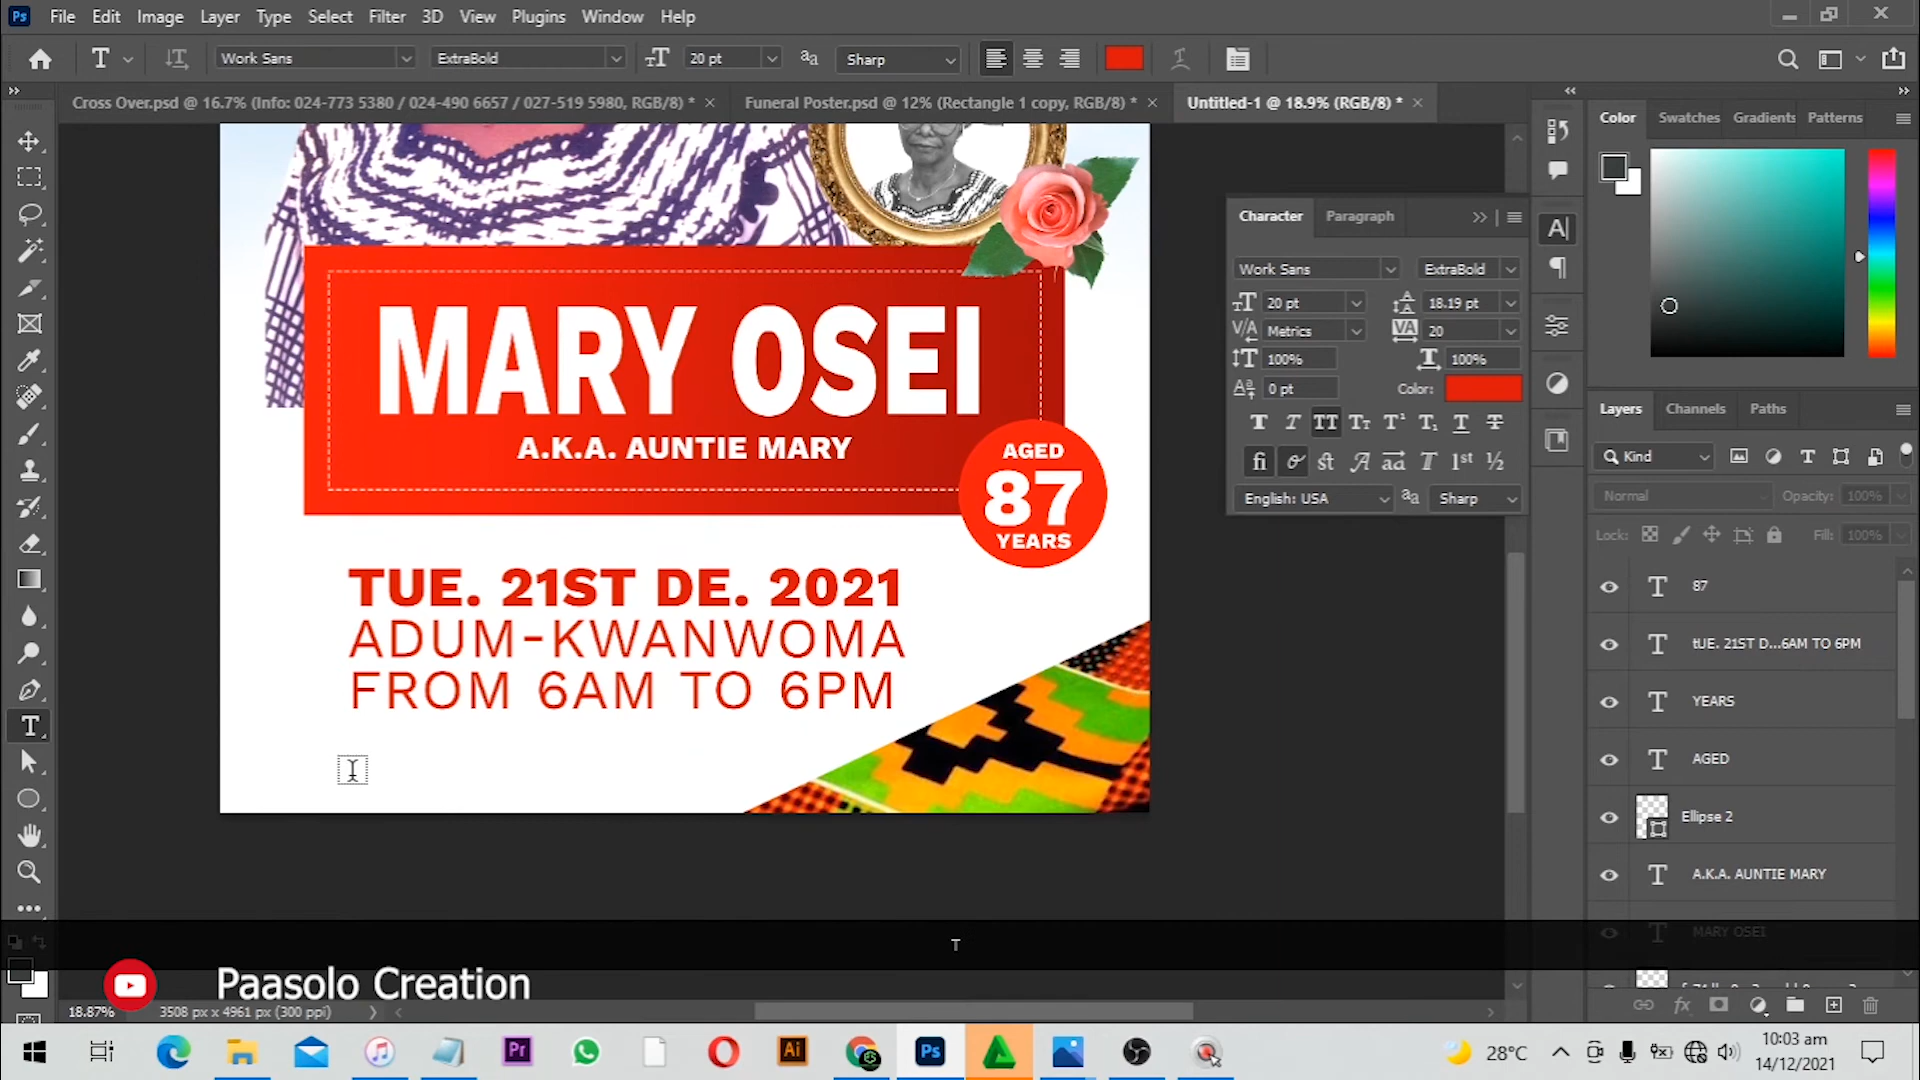 Ps File Edit Image Layer Type Select Filter 3D View Plugins Window Help
T Work Sans ExtraBold 20 pt Sharp
Cross Over.psd @ 16.7% (Info: 024-773 5380 / 024-490 6657 / 027-519 5980, RGB/8) * × Funeral Poster.psd @ 12% (Rectangle 1 copy, RGB/8) * × Untitled-1 @ 18.9% (RGB/8) * ×
Color Swatches Gradients Patterns
Character Paragraph
Work Sans ExtraBold
20 pt 18.19 pt
Metrics 20
100% 100%
0 pt Color:
English: USA Sharp
MARY OSEI
A.K.A. AUNTIE MARY
AGED
87
YEARS
TUE. 21ST DE. 2021
ADUM-KWANWOMA
FROM 6AM TO 6PM
Layers Channels Paths
Kind
Normal Opacity: 100%
Lock: Fill: 100%
87
tUE. 21ST D...6AM TO 6PM
YEARS
AGED
Ellipse 2
A.K.A. AUNTIE MARY
MARY OSEI
T
Paasolo Creation
18.87% 3508 px x 4961 px (300 ppi)
Pr Ai Ps
28°C
10:03 am
14/12/2021